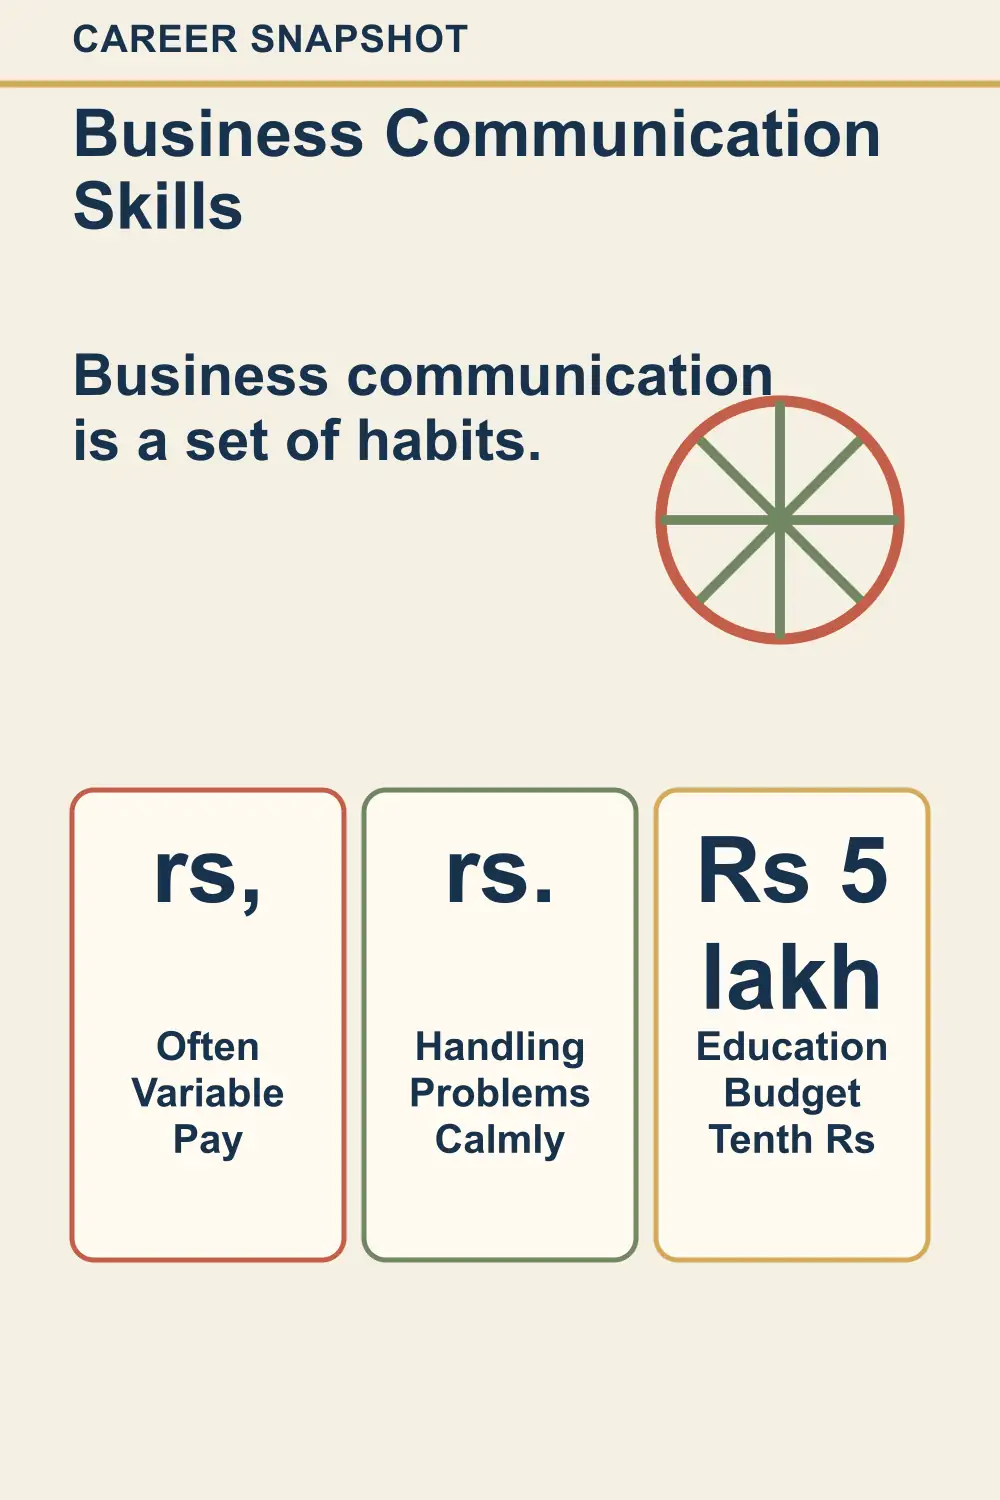 CAREER SNAPSHOT
Business Communication
Skills
Business communication
is a set of habits.
rs,
Often
Variable
Pay
rs.
Handling
Problems
Calmly
Rs 5
lakh
Education
Budget
Tenth Rs